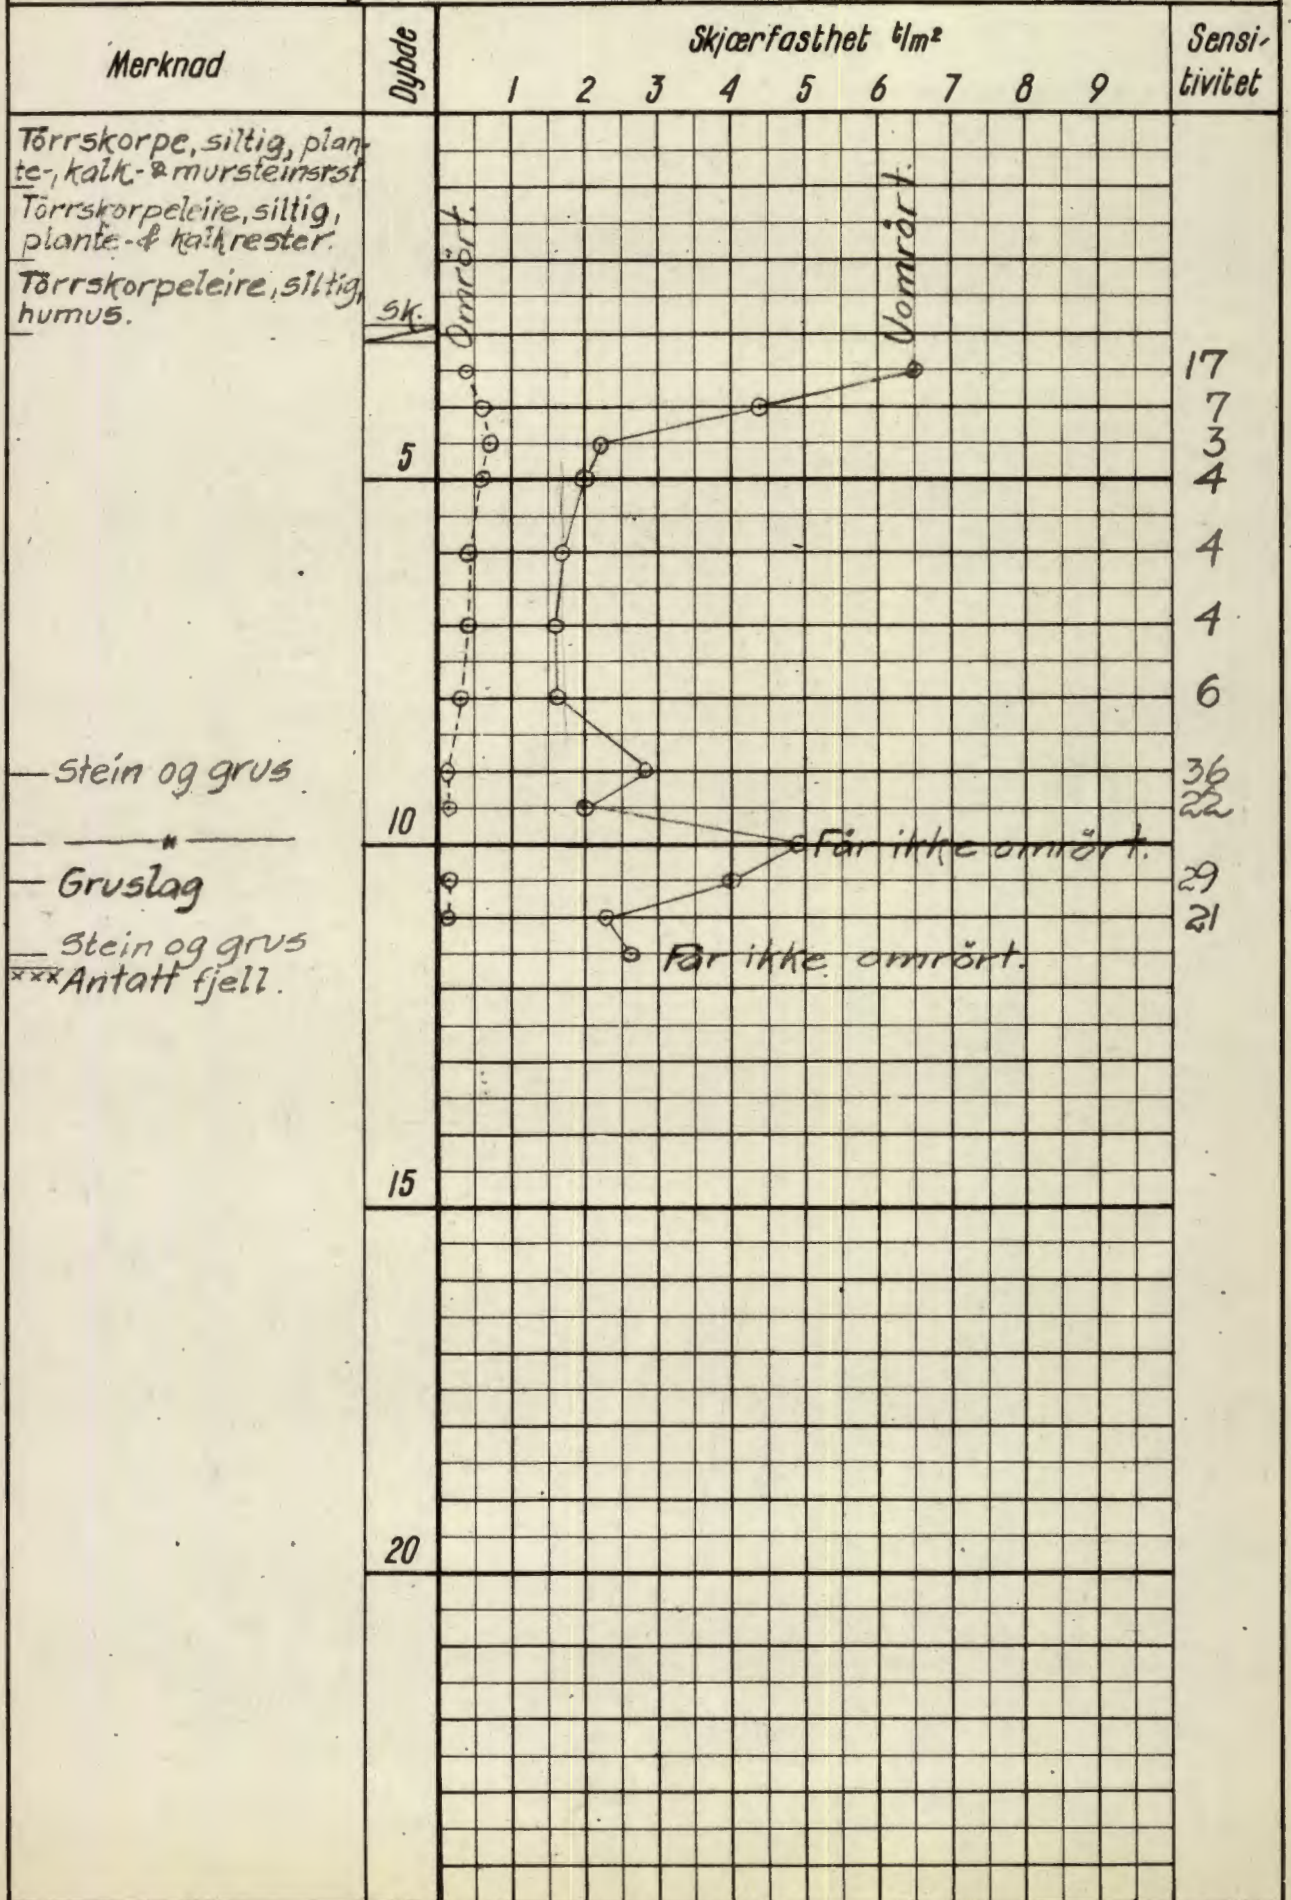 Merknad
Dybde
Skjærfasthet t/m²
1 2 3 4 5 6 7 8 9
Sensi-
tivitet
Törrskorpe, siltig, plan-
te-, kalk- & mursteinsrst
Törrskorpeleire, siltig,
plante- & kalkrester.
Törrskorpeleire, siltig,
humus.
sk.
Omrört.
Uomrört.
17
7
3
5
4
4
4
6
Stein og grus
36
22
10
"
Får ikke omrört.
Gruslag
29
21
Stein og grus
Får ikke omrört.
xxx Antatt fjell.
15
20